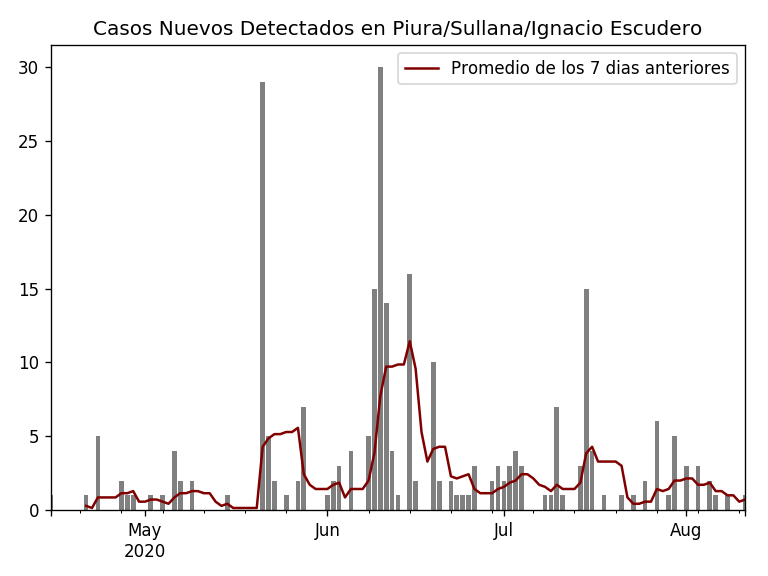 Casos Nuevos Detectados en Piura/Sullana/Ignacio Escudero
Promedio de los 7 dias anteriores
30
25
20
15
10
5
0
May
2020
Jun
Jul
Aug